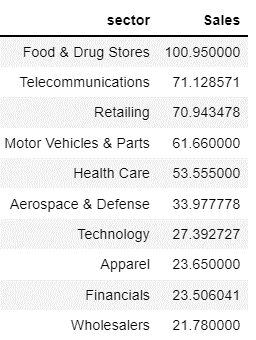 sector Sales
Food & Drug Stores 100.950000
Telecommunications 71.128571
Retailing 70.943478
Motor Vehicles & Parts 61.660000
Health Care 53.555000
Aerospace & Defense 33.977778
Technology 27.392727
Apparel 23.650000
Financials 23.506041
Wholesalers 21.780000